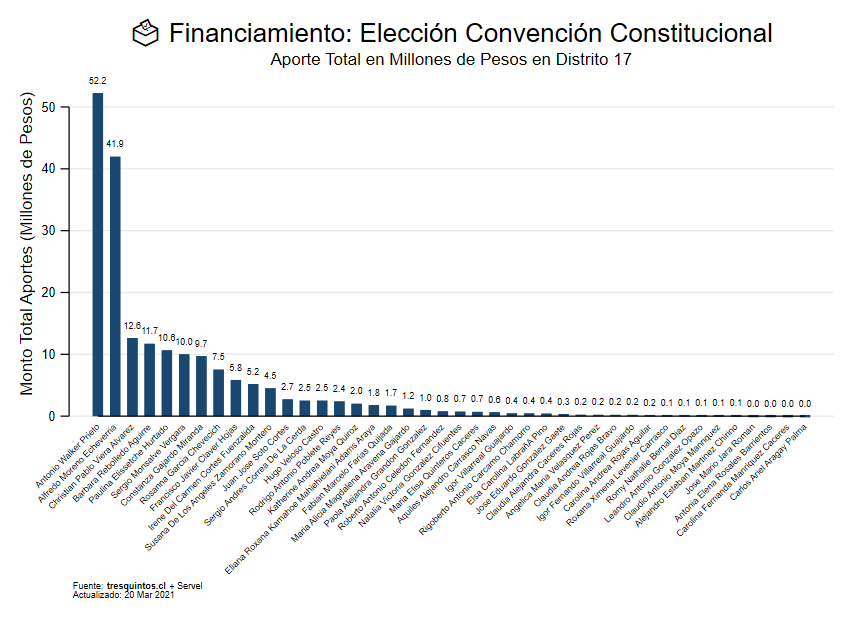 Financiamiento: Elección Convención Constitucional
Aporte Total en Millones de Pesos en Distrito 17
Monto Total Aportes (Millones de Pesos)
50
40
30
20
10
0
52.2
41.9
12.6
11.7
10.6
10.0
9.7
7.5
5.8
5.2
4.5
2.7
2.5
2.5
2.4
2.0
1.8
1.7
1.2
1.0
0.8
0.7
0.7
0.6
0.4
0.4
0.4
0.3
0.2
0.2
0.2
0.2
0.2
0.1
0.1
0.1
0.1
0.1
0.0
0.0
0.0
0.0
Antonio Walker Prieto
Alfredo Moreno Echeverria
Christian Pablo Viera Alvarez
Barbara Rebolledo Aguirre
Paulina Elissetche Hurtado
Sergio Monsalve Vergara
Constanza Gajardo Miranda
Rosanna Garcia Chevecich
Francisco Javier Claver Hojas
Irene Del Carmen Cortes Fuenzalida
Susana De Los Angeles Zamorano Montero
Juan Jose Soto Cortes
Sergio Andres Correa De La Cerda
Hugo Veloso Castro
Rodrigo Antonio Poblete Reyes
Katherine Andrea Moya Quiroz
Eliana Roxana Kamahoe Mahiehielani Adams Araya
Fabian Marcelo Farias Quijada
Maria Alicia Magdalena Aravena Gajardo
Paola Alejandra Grandon Gonzalez
Roberto Antonio Celedon Fernandez
Natalia Victoria Gonzalez Cifuentes
Maria Elisa Quinteros Caceres
Aquiles Alejandro Carrasco Navas
Igor Villarreal Guajardo
Rigoberto Antonio Carcamo Chamorro
Elsa Carolina LabrañA Pino
Jose Eduardo Gonzalez Gaete
Claudia Alejandra Caceres Rojas
Angelica Maria Velasquez Perez
Claudia Andrea Rojas Bravo
Igor Fernando Villarreal Guajardo
Carolina Andrea Rojas Aguilar
Roxana Ximena Levenier Carrasco
Romy Nathalie Bernal Diaz
Leandro Antonio Gonzalez Opazo
Claudio Antonio Moya Manriquez
Alejandro Esteban Martinez Chirino
Jose Mario Jara Roman
Antonia Elena Rosales Barrientos
Carolina Fernanda Manriquez Caceres
Carlos Ariel Aragay Palma
Fuente: tresquintos.cl + Servel
Actualizado: 20 Mar 2021